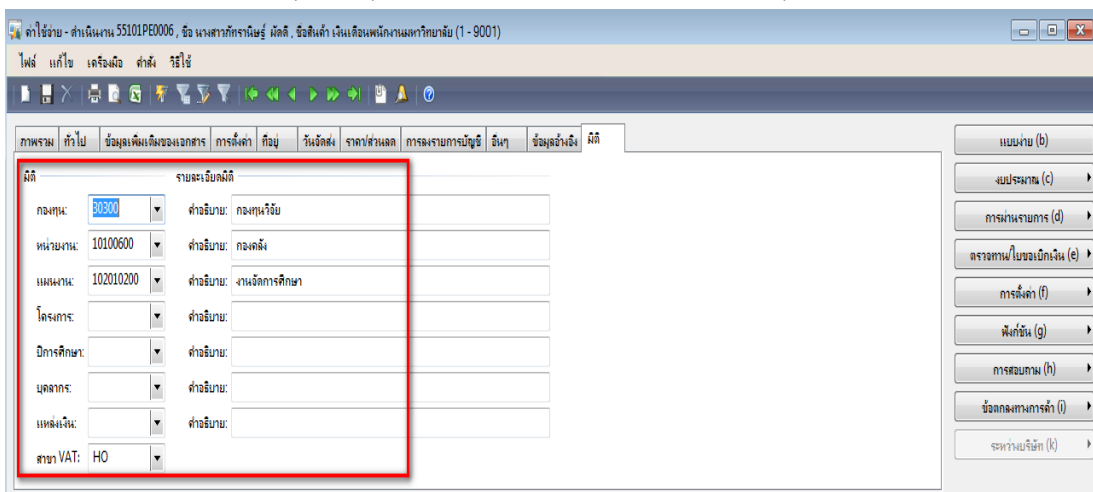 ค่าใช้จ่าย - ดำเนินงาน 55101PE0006 , ชื่อ นางสาวภัทรานิษฐ์ ผัดดี , ชื่อสินค้า เงินเดือนพนักงานมหาวิทยาลัย (1 - 9001)
ไฟล์ แก้ไข เครื่องมือ คำสั่ง วิธีใช้
ภาพรวม ทั่วไป ข้อมูลเพิ่มเติมของเอกสาร การตั้งค่า ที่อยู่ วันจัดส่ง ราคา/ส่วนลด การลงรายการบัญชี อื่นๆ ข้อมูลอ้างอิง มิติ
แบบง่าย (b)
มิติ รายละเอียดมิติ
งบประมาณ (c)
กองทุน: 30300 คำอธิบาย: กองทุนวิจัย
การผ่านรายการ (d)
หน่วยงาน: 10100600 คำอธิบาย: กองคลัง
ตรวจทาน/ใบขอเบิกเงิน (e)
แผนงาน: 102010200 คำอธิบาย: งานจัดการศึกษา
การตั้งค่า (f)
โครงการ: คำอธิบาย:
ฟังก์ชัน (g)
ปีการศึกษา: คำอธิบาย:
การสอบถาม (h)
บุคลากร: คำอธิบาย:
ข้อตกลงทางการค้า (i)
แหล่งเงิน: คำอธิบาย:
ระหว่างบริษัท (k)
สาขา VAT: HO